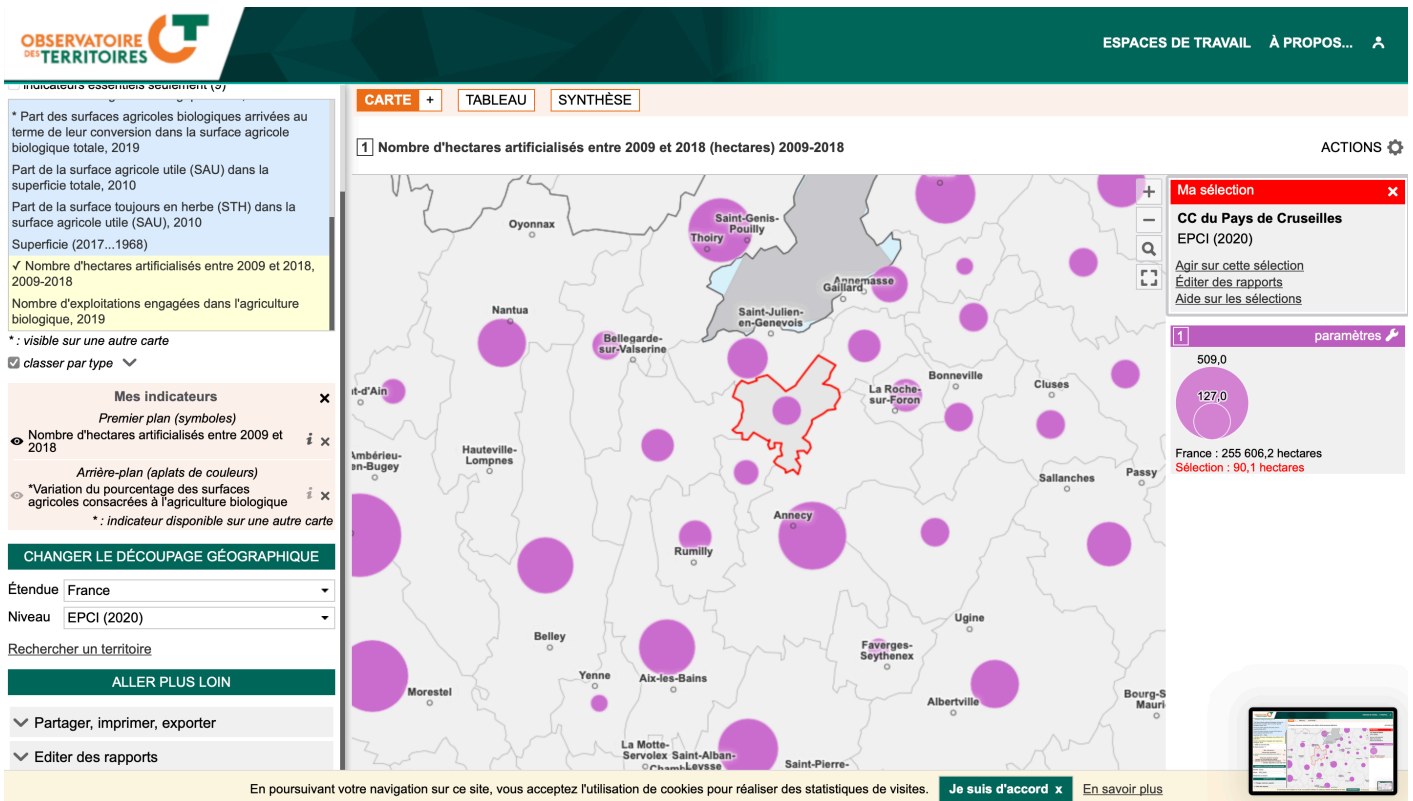 OBSERVATOIRE
DES TERRITOIRES
ESPACES DE TRAVAIL
À PROPOS...
Indicateurs essentiels seulement (9)
* Part des surfaces agricoles biologiques arrivées au
terme de leur conversion dans la surface agricole
biologique totale, 2019
Part de la surface agricole utile (SAU) dans la
superficie totale, 2010
Part de la surface toujours en herbe (STH) dans la
surface agricole utile (SAU), 2010
Superficie (2017...1968)
✓ Nombre d'hectares artificialisés entre 2009 et 2018,
2009-2018
Nombre d'exploitations engagées dans l'agriculture
biologique, 2019
* : visible sur une autre carte
classer par type
Mes indicateurs
Premier plan (symboles)
Nombre d'hectares artificialisés entre 2009 et
2018
Arrière-plan (aplats de couleurs)
*Variation du pourcentage des surfaces
agricoles consacrées à l'agriculture biologique
* : indicateur disponible sur une autre carte
CHANGER LE DÉCOUPAGE GÉOGRAPHIQUE
Étendue France
Niveau EPCI (2020)
Rechercher un territoire
ALLER PLUS LOIN
Partager, imprimer, exporter
Editer des rapports
CARTE +
TABLEAU
SYNTHÈSE
1 Nombre d'hectares artificialisés entre 2009 et 2018 (hectares) 2009-2018
ACTIONS
Oyonnax
Saint-Genis-
Pouilly
Thoiry
Annemasse
Gaillard
Nantua
Saint-Julien-
en-Genevois
Bellegarde-
sur-Valserine
t-d'Ain
La Roche-
sur-Foron
Bonneville
Cluses
Ambérieu-
en-Bugey
Hauteville-
Lompnes
Sallanches
Passy
Annecy
Rumilly
Ugine
Belley
Faverges-
Seythenex
Yenne
Aix-les-Bains
Morestel
Albertville
Bourg-S
Mauri
La Motte-
Servolex
Saint-Alban-
Leysse
Saint-Pierre-
+
−
Ma sélection x
CC du Pays de Cruseilles
EPCI (2020)
Agir sur cette sélection
Éditer des rapports
Aide sur les sélections
1 paramètres
509,0
127,0
France : 255 606,2 hectares
Sélection : 90,1 hectares
En poursuivant votre navigation sur ce site, vous acceptez l'utilisation de cookies pour réaliser des statistiques de visites.
Je suis d'accord x
En savoir plus